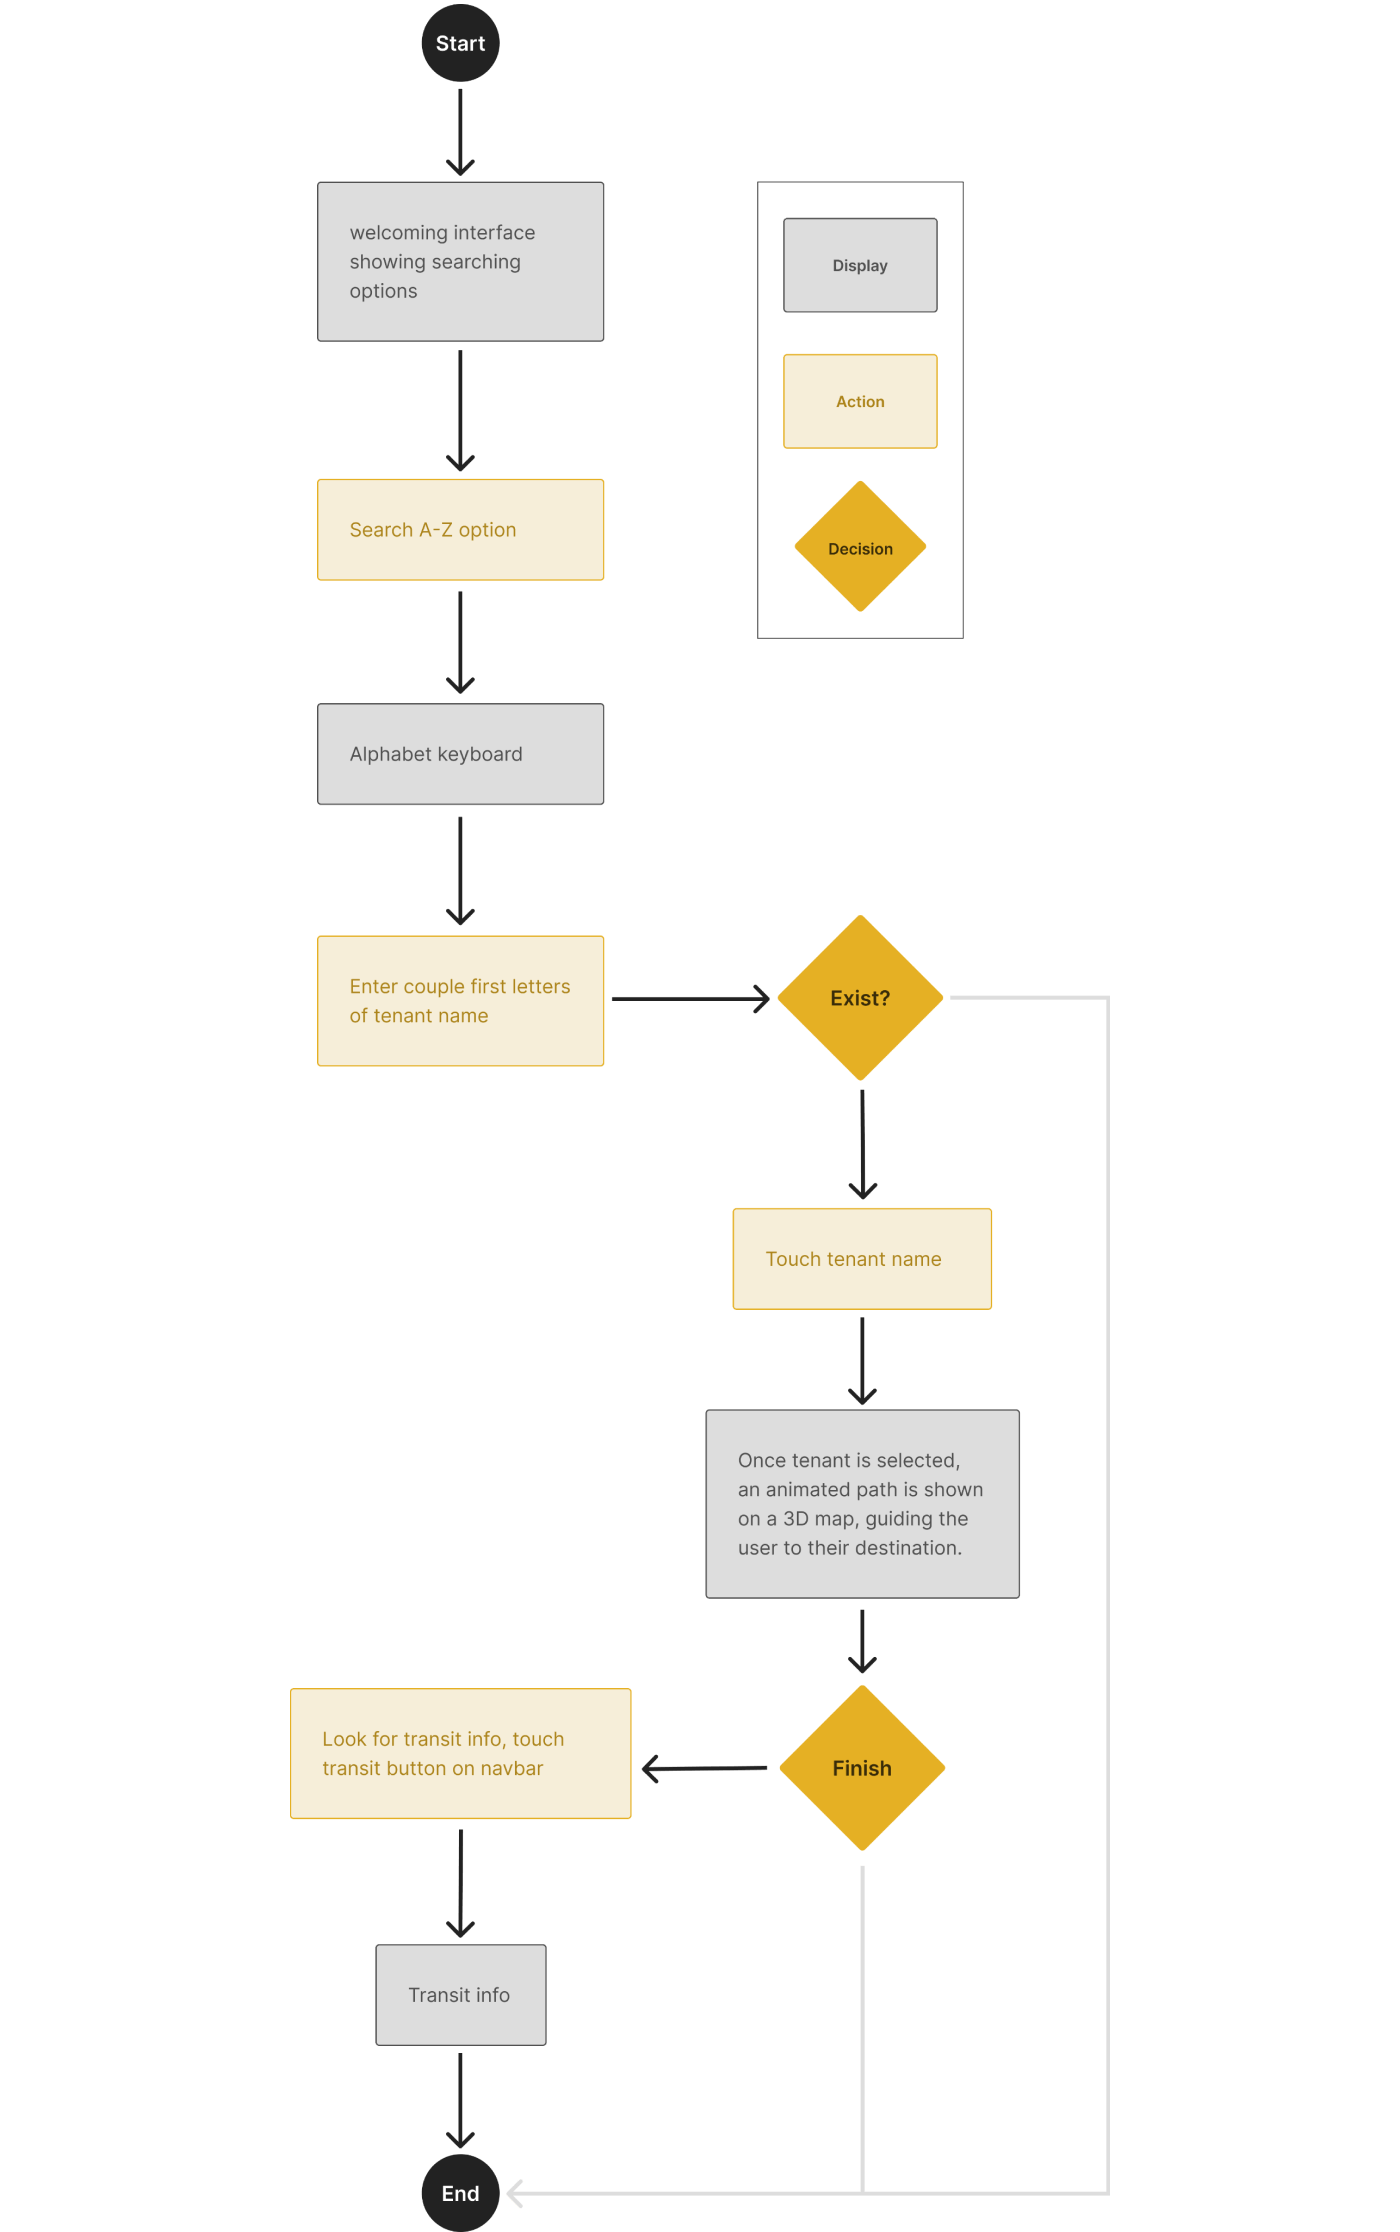 Start
welcoming interface
showing searching
options
Display
Action
Search A-Z option
Decision
Alphabet keyboard
Enter couple first letters
of tenant name
Exist?
Touch tenant name
Once tenant is selected,
an animated path is shown
on a 3D map, guiding the
user to their destination.
Look for transit info, touch
transit button on navbar
Finish
Transit info
End